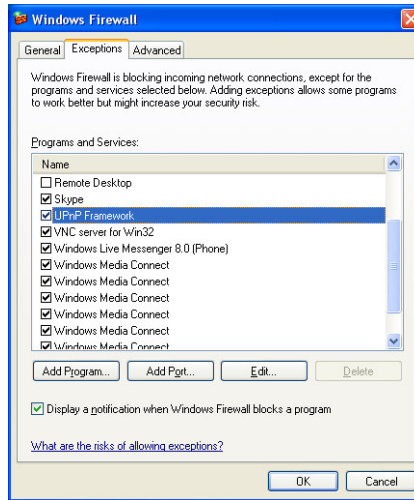 Windows Firewall
General Exceptions Advanced
Windows Firewall is blocking incoming network connections, except for the
programs and services selected below. Adding exceptions allows some programs
to work better but might increase your security risk.
Programs and Services:
Name
Remote Desktop
Skype
UPnP Framework
VNC server for Win32
Windows Live Messenger 8.0 (Phone)
Windows Media Connect
Windows Media Connect
Windows Media Connect
Windows Media Connect
Windows Media Connect
Windows Media Connect
Add Program... Add Port... Edit... Delete
Display a notification when Windows Firewall blocks a program
What are the risks of allowing exceptions?
OK Cancel